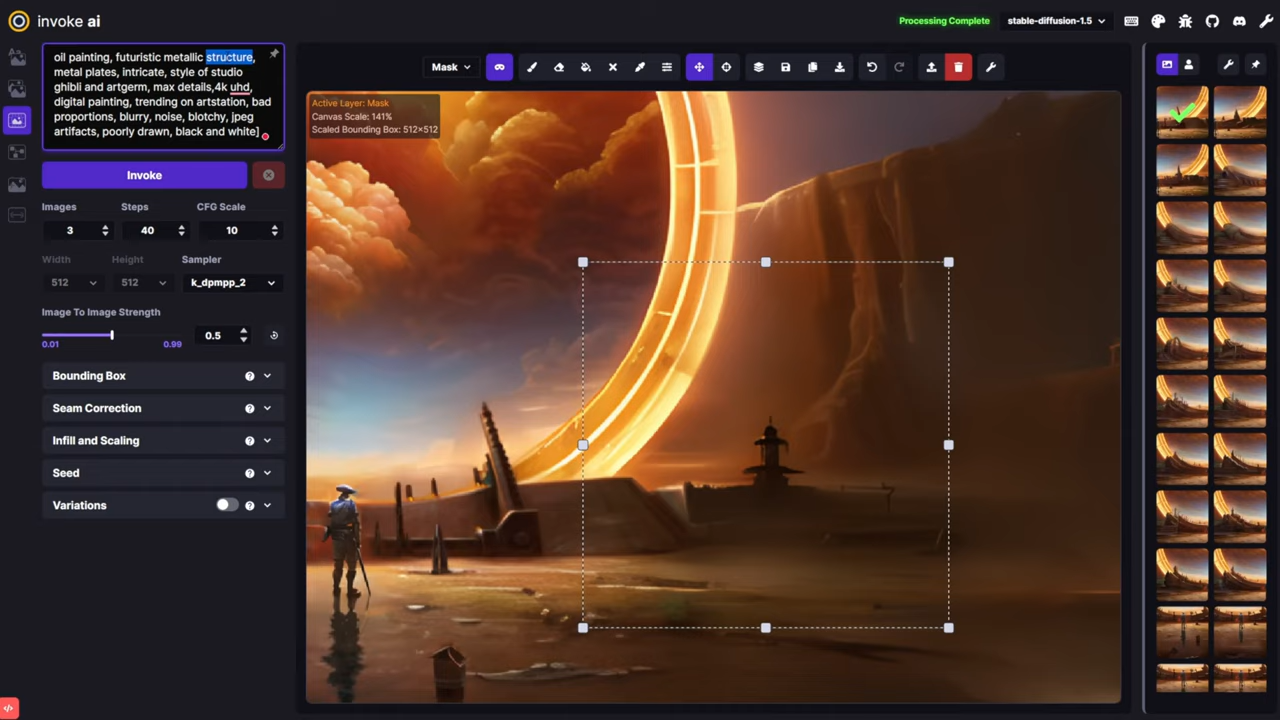 invoke ai
Processing Complete
stable-diffusion-1.5
oil painting, futuristic metallic structure,
metal plates, intricate, style of studio
ghibli and artgerm, max details,4k uhd,
digital painting, trending on artstation, bad
proportions, blurry, noise, blotchy, jpeg
artifacts, poorly drawn, black and white]
Mask
Active Layer: Mask
Canvas Scale: 141%
Scaled Bounding Box: 512×512
Invoke
Images Steps CFG Scale
3 40 10
Width Height Sampler
512 512 k_dpmpp_2
Image To Image Strength
0.5
0.01 0.99
Bounding Box
Seam Correction
Infill and Scaling
Seed
Variations